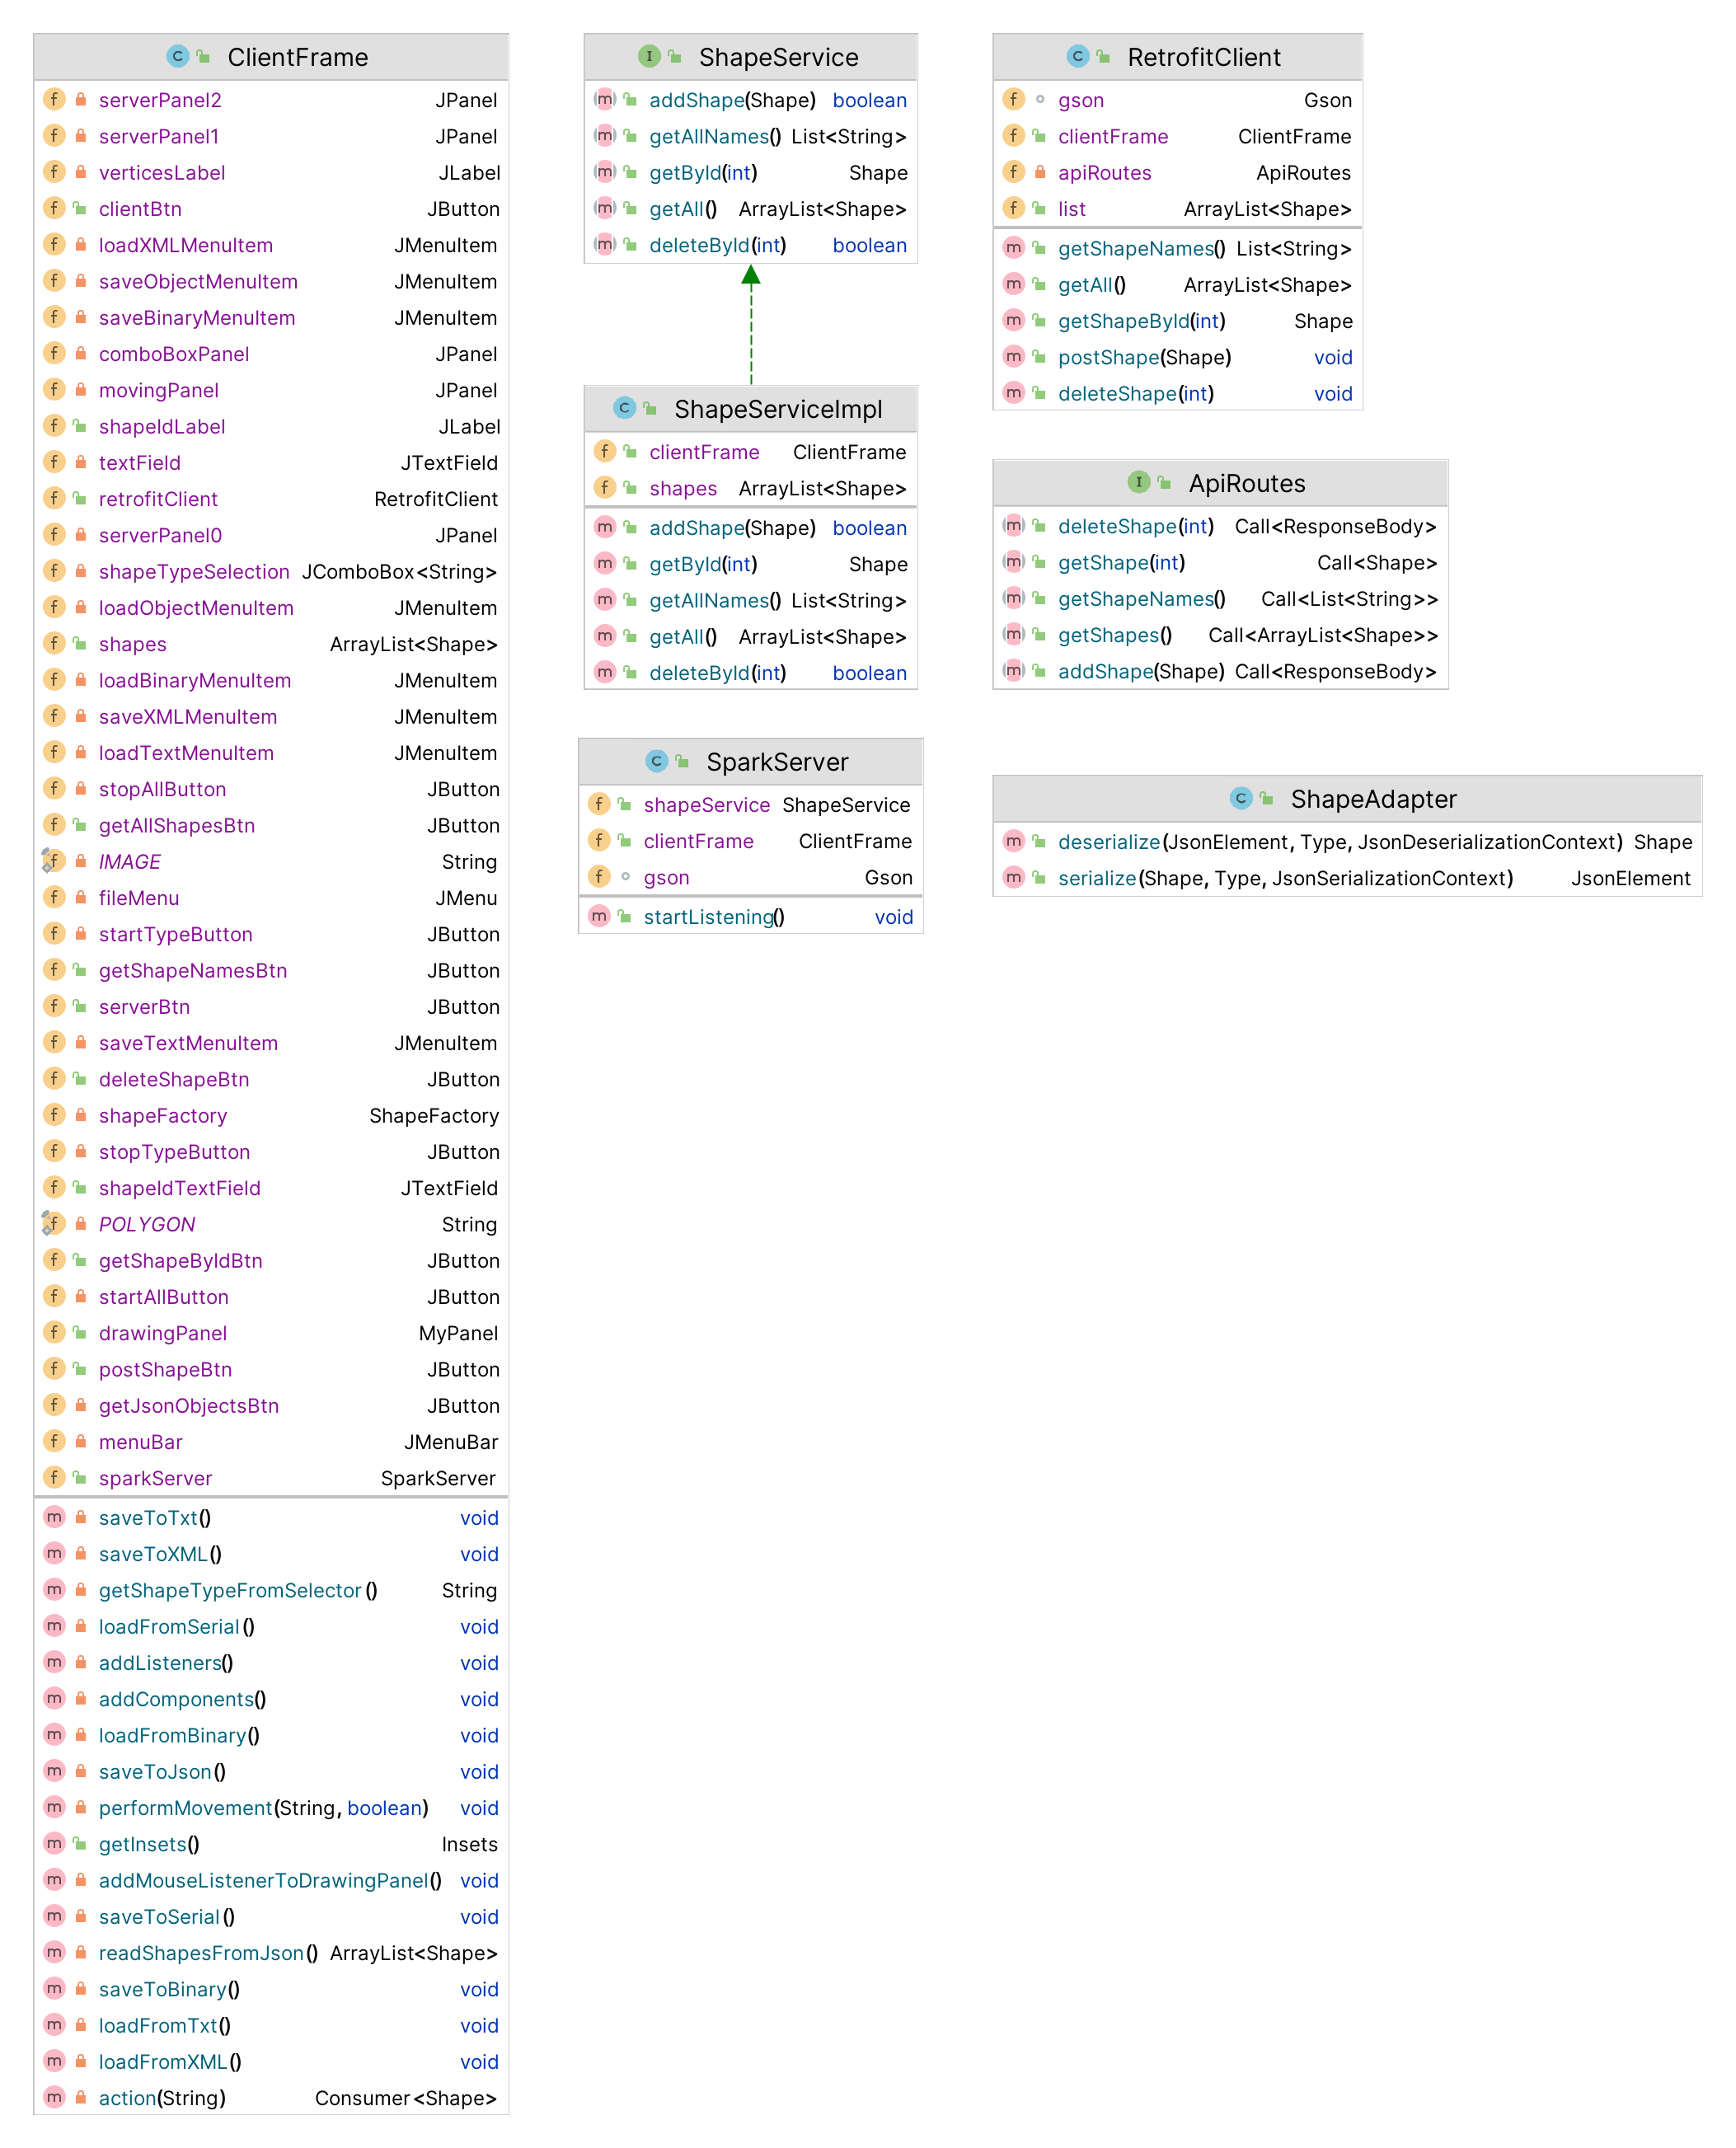 ClientFrame
serverPanel2 JPanel
serverPanel1 JPanel
verticesLabel JLabel
clientBtn JButton
loadXMLMenuItem JMenuItem
saveObjectMenuItem JMenuItem
saveBinaryMenuItem JMenuItem
comboBoxPanel JPanel
movingPanel JPanel
shapeIdLabel JLabel
textField JTextField
retrofitClient RetrofitClient
serverPanel0 JPanel
shapeTypeSelection JComboBox<String>
loadObjectMenuItem JMenuItem
shapes ArrayList<Shape>
loadBinaryMenuItem JMenuItem
saveXMLMenuItem JMenuItem
loadTextMenuItem JMenuItem
stopAllButton JButton
getAllShapesBtn JButton
IMAGE String
fileMenu JMenu
startTypeButton JButton
getShapeNamesBtn JButton
serverBtn JButton
saveTextMenuItem JMenuItem
deleteShapeBtn JButton
shapeFactory ShapeFactory
stopTypeButton JButton
shapeIdTextField JTextField
POLYGON String
getShapeByIdBtn JButton
startAllButton JButton
drawingPanel MyPanel
postShapeBtn JButton
getJsonObjectsBtn JButton
menuBar JMenuBar
sparkServer SparkServer
saveToTxt() void
saveToXML() void
getShapeTypeFromSelector() String
loadFromSerial() void
addListeners() void
addComponents() void
loadFromBinary() void
saveToJson() void
performMovement(String, boolean) void
getInsets() Insets
addMouseListenerToDrawingPanel() void
saveToSerial() void
readShapesFromJson() ArrayList<Shape>
saveToBinary() void
loadFromTxt() void
loadFromXML() void
action(String) Consumer<Shape>
ShapeService
addShape(Shape) boolean
getAllNames() List<String>
getById(int) Shape
getAll() ArrayList<Shape>
deleteById(int) boolean
ShapeServiceImpl
clientFrame ClientFrame
shapes ArrayList<Shape>
addShape(Shape) boolean
getById(int) Shape
getAllNames() List<String>
getAll() ArrayList<Shape>
deleteById(int) boolean
SparkServer
shapeService ShapeService
clientFrame ClientFrame
gson Gson
startListening() void
RetrofitClient
gson Gson
clientFrame ClientFrame
apiRoutes ApiRoutes
list ArrayList<Shape>
getShapeNames() List<String>
getAll() ArrayList<Shape>
getShapeById(int) Shape
postShape(Shape) void
deleteShape(int) void
ApiRoutes
deleteShape(int) Call<ResponseBody>
getShape(int) Call<Shape>
getShapeNames() Call<List<String>>
getShapes() Call<ArrayList<Shape>>
addShape(Shape) Call<ResponseBody>
ShapeAdapter
deserialize(JsonElement, Type, JsonDeserializationContext) Shape
serialize(Shape, Type, JsonSerializationContext) JsonElement